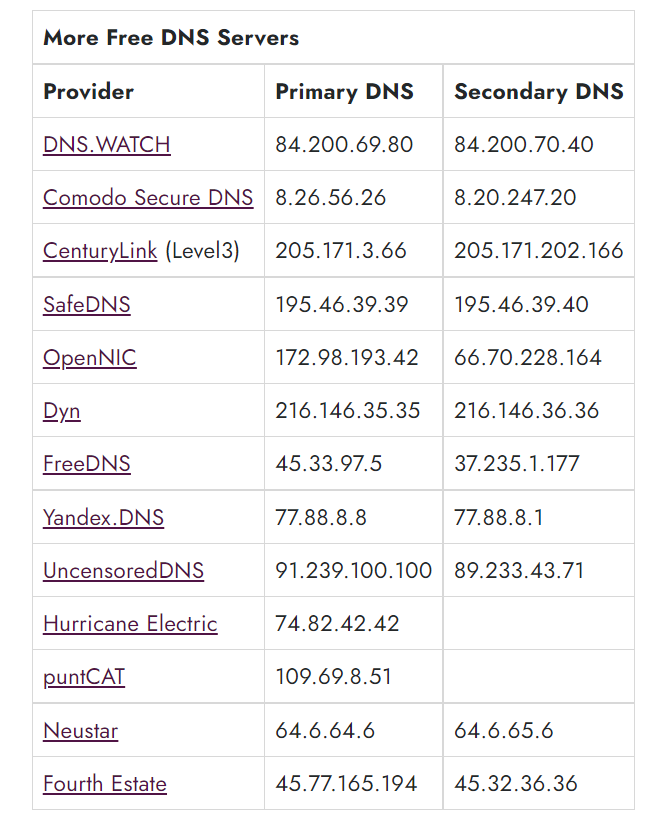 More Free DNS Servers
Provider Primary DNS Secondary DNS
DNS.WATCH 84.200.69.80 84.200.70.40
Comodo Secure DNS 8.26.56.26 8.20.247.20
CenturyLink (Level3) 205.171.3.66 205.171.202.166
SafeDNS 195.46.39.39 195.46.39.40
OpenNIC 172.98.193.42 66.70.228.164
Dyn 216.146.35.35 216.146.36.36
FreeDNS 45.33.97.5 37.235.1.177
Yandex.DNS 77.88.8.8 77.88.8.1
UncensoredDNS 91.239.100.100 89.233.43.71
Hurricane Electric 74.82.42.42
puntCAT 109.69.8.51
Neustar 64.6.64.6 64.6.65.6
Fourth Estate 45.77.165.194 45.32.36.36